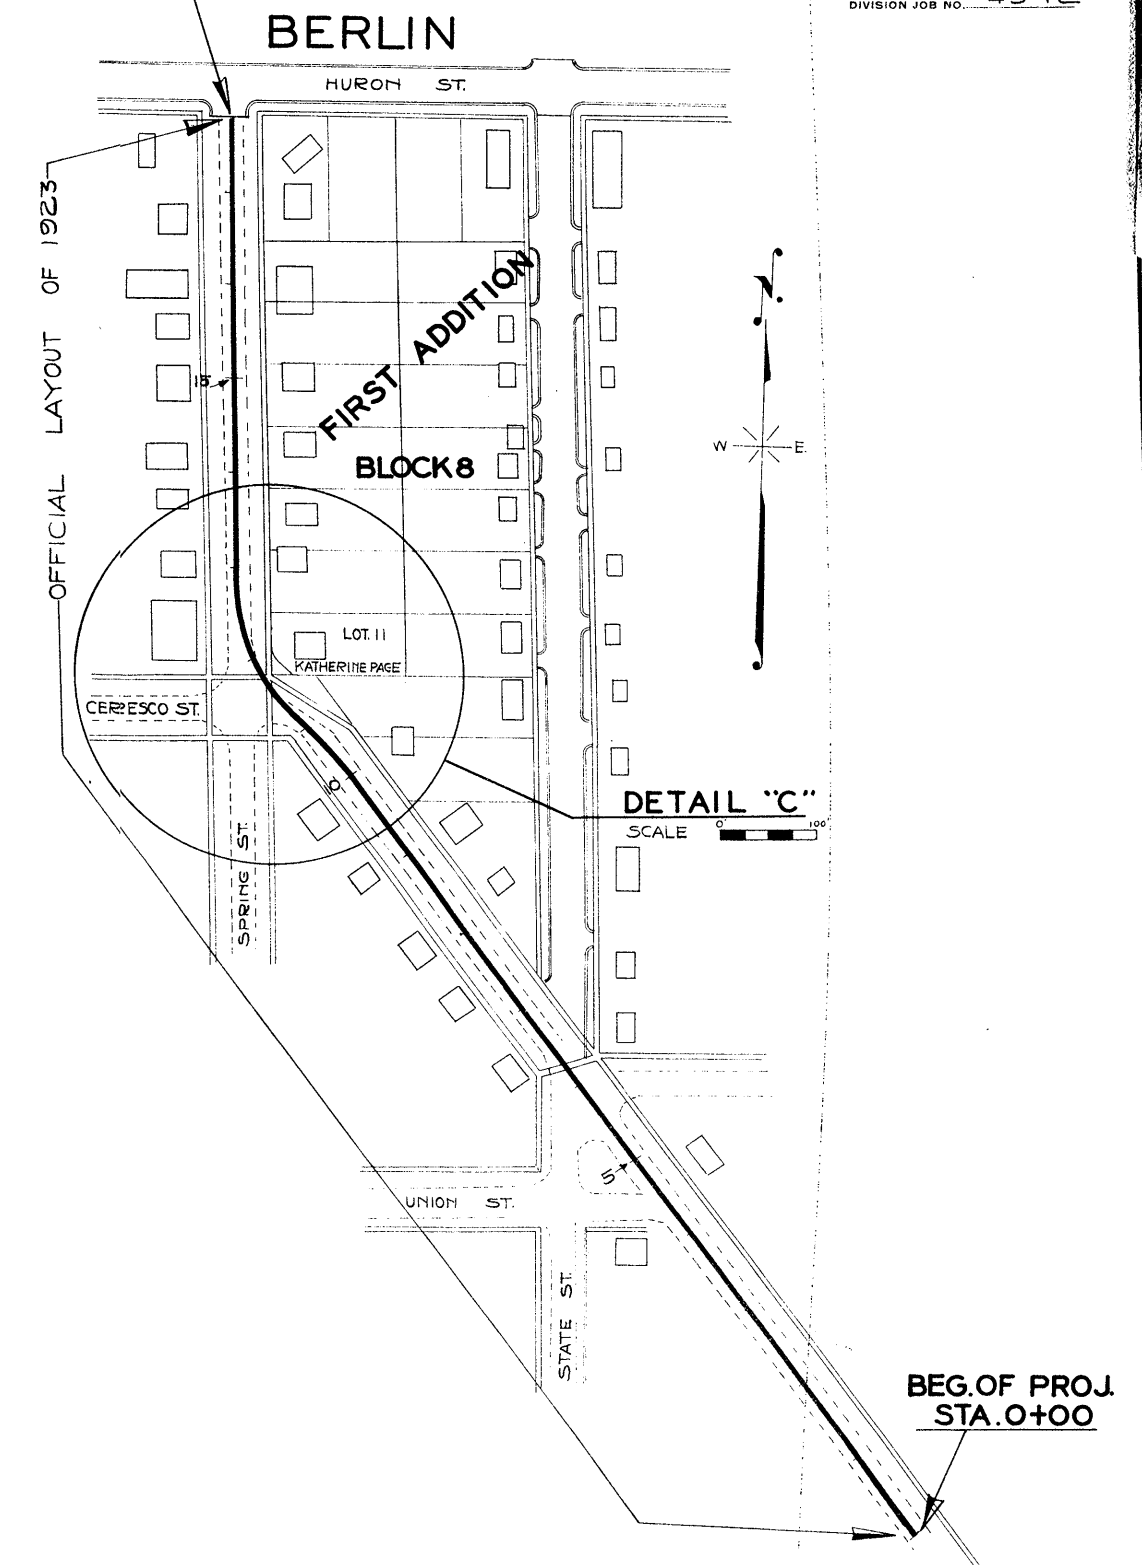 DIVISION JOB NO.
BERLIN
HURON ST.
OFFICIAL LAYOUT OF 1923
N.
W E.
FIRST ADDITION
15
BLOCK 8
LOT. 11
KATHERINE PAGE
CERESCO ST.
10
DETAIL "C"
SCALE 0' 100'
SPRING ST.
5
UNION ST.
STATE ST.
BEG. OF PROJ.
STA. 0+00